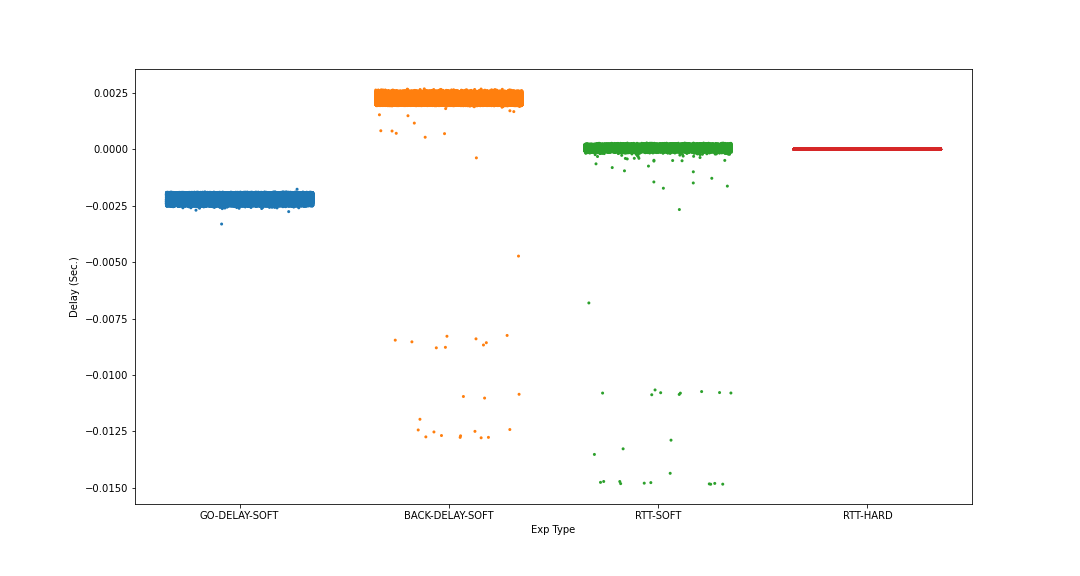 0.0025
0.0000
−0.0025
−0.0050
−0.0075
−0.0100
−0.0125
−0.0150
Delay (Sec.)
GO-DELAY-SOFT
BACK-DELAY-SOFT
RTT-SOFT
RTT-HARD
Exp Type